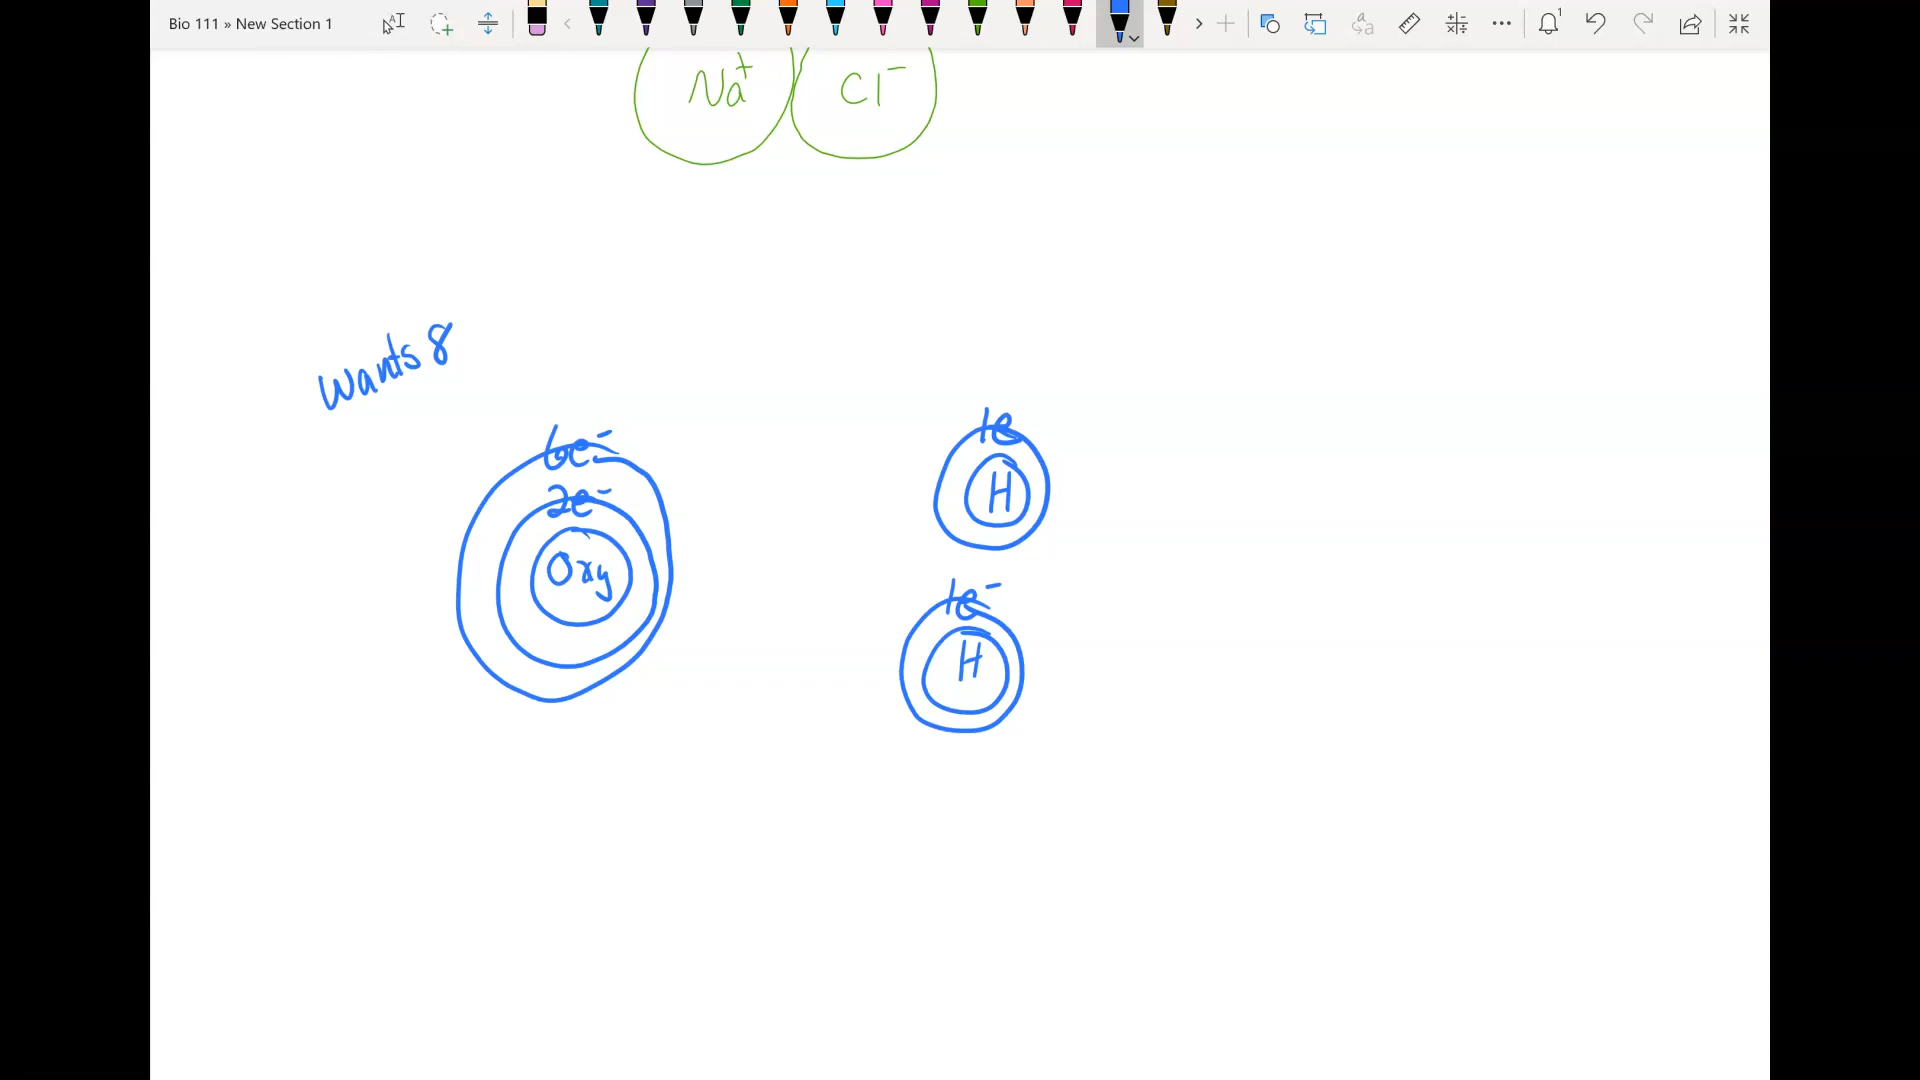 Bio 111 » New Section 1
Na+ Cl-
wants 8
6e-
2e-
Oxy
1e
H
1e-
H